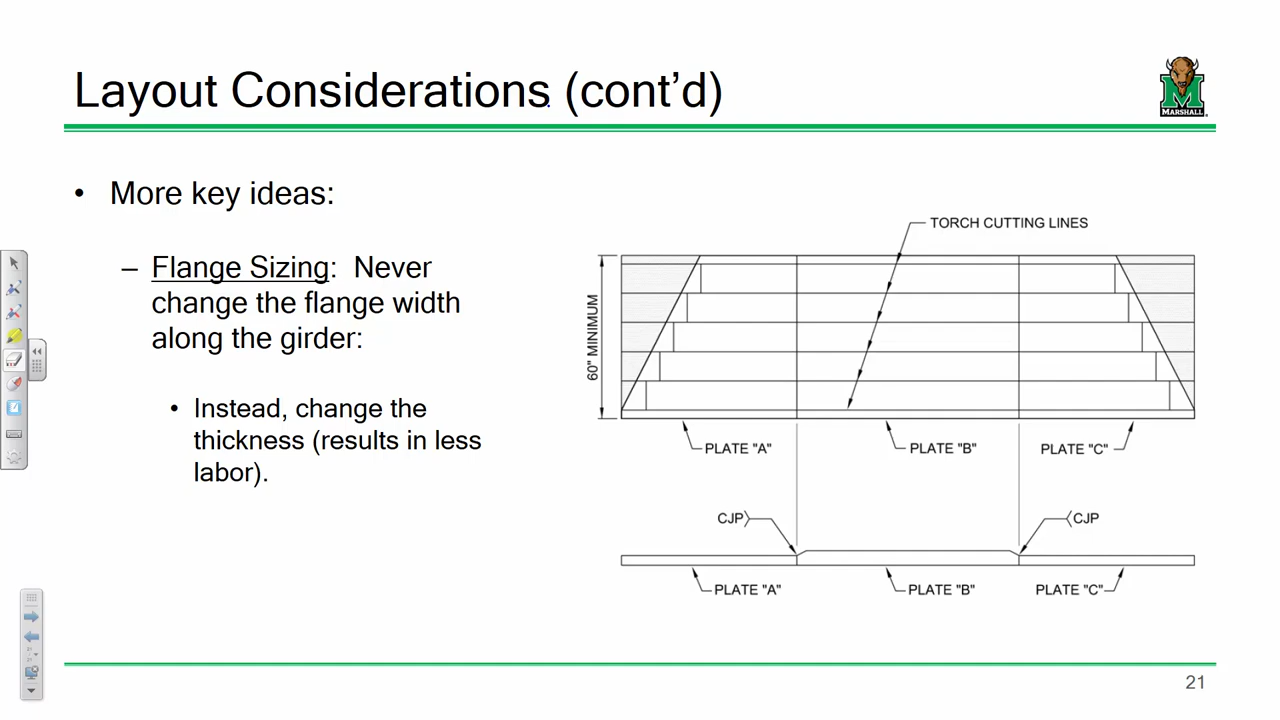 Layout Considerations (cont’d)
MARSHALL
• More key ideas:
– Flange Sizing: Never
change the flange width
along the girder:
• Instead, change the
thickness (results in less
labor).
TORCH CUTTING LINES
60" MINIMUM
PLATE "A"
PLATE "B"
PLATE "C"
CJP
CJP
PLATE "A"
PLATE "B"
PLATE "C"
21